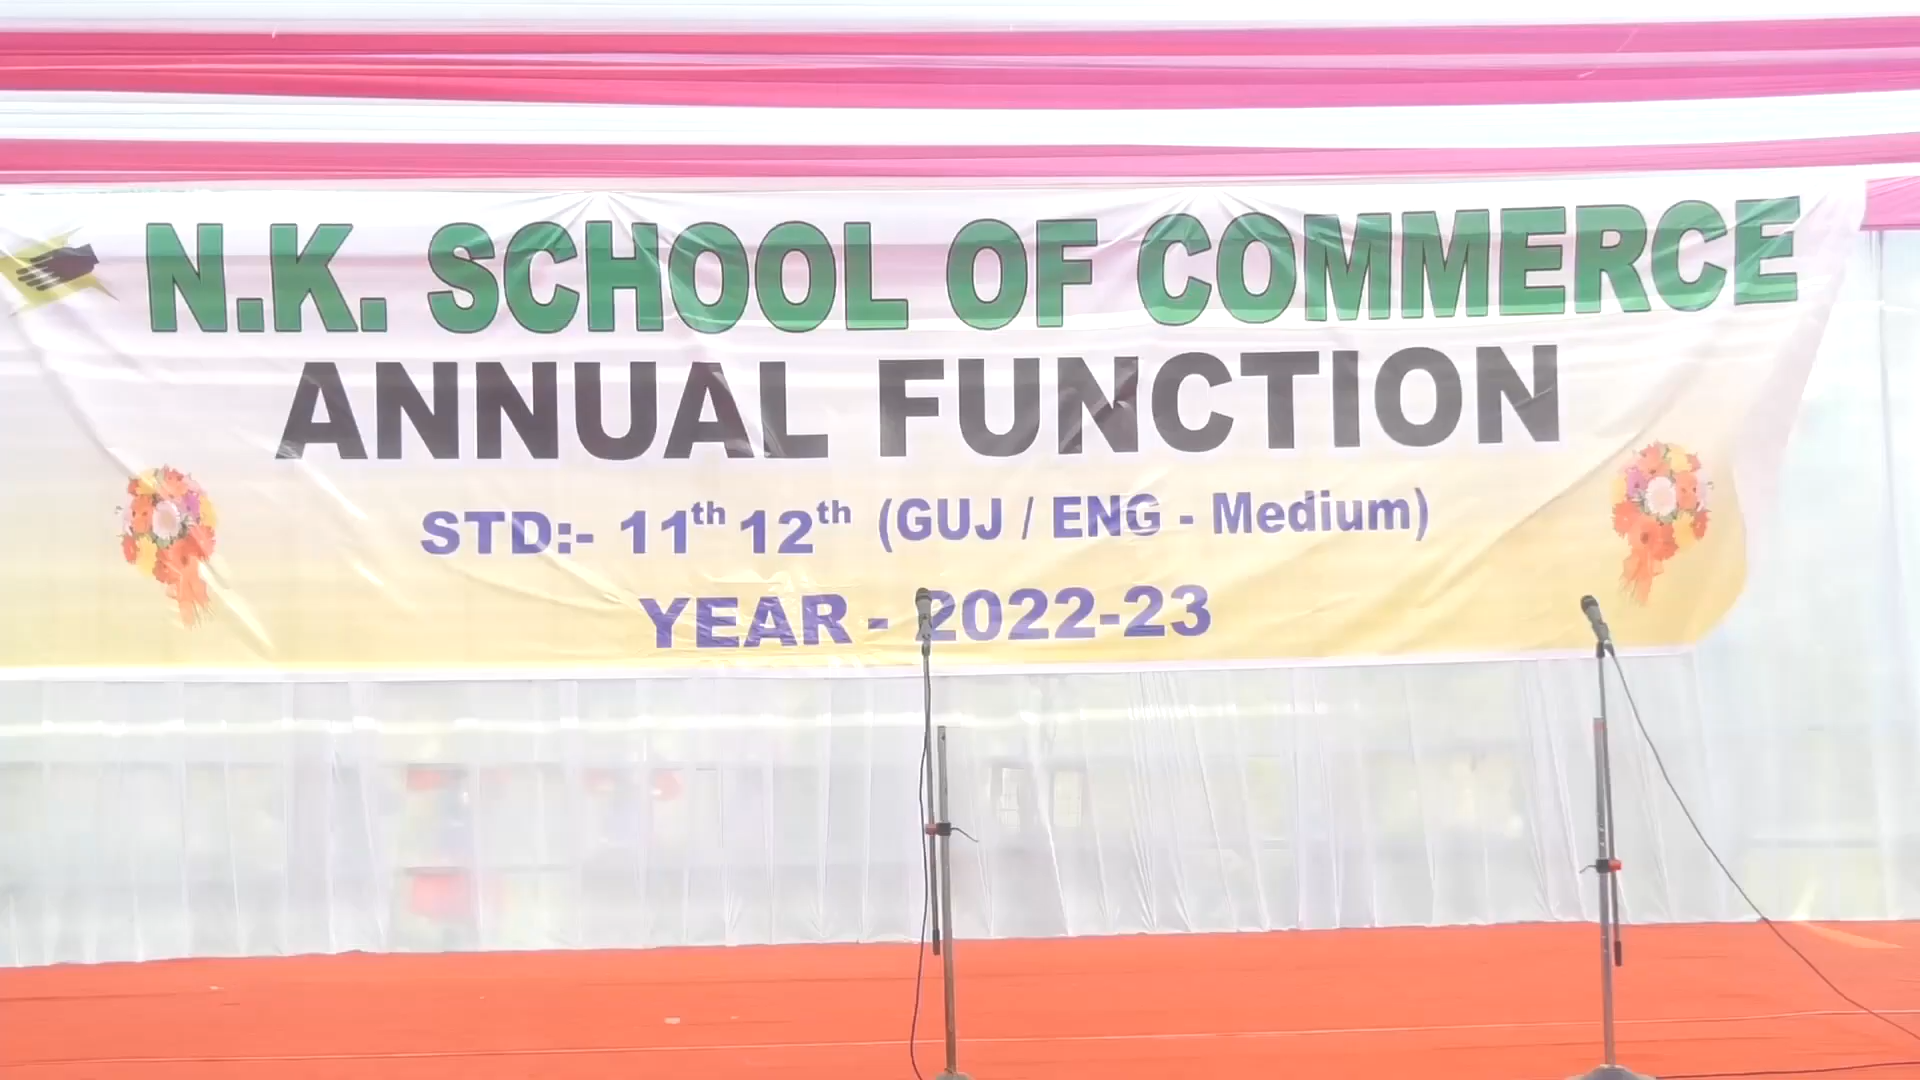 N.K. SCHOOL OF COMMERCE
ANNUAL FUNCTION
STD:- 11th 12th (GUJ / ENG - Medium)
YEAR - 2022-23